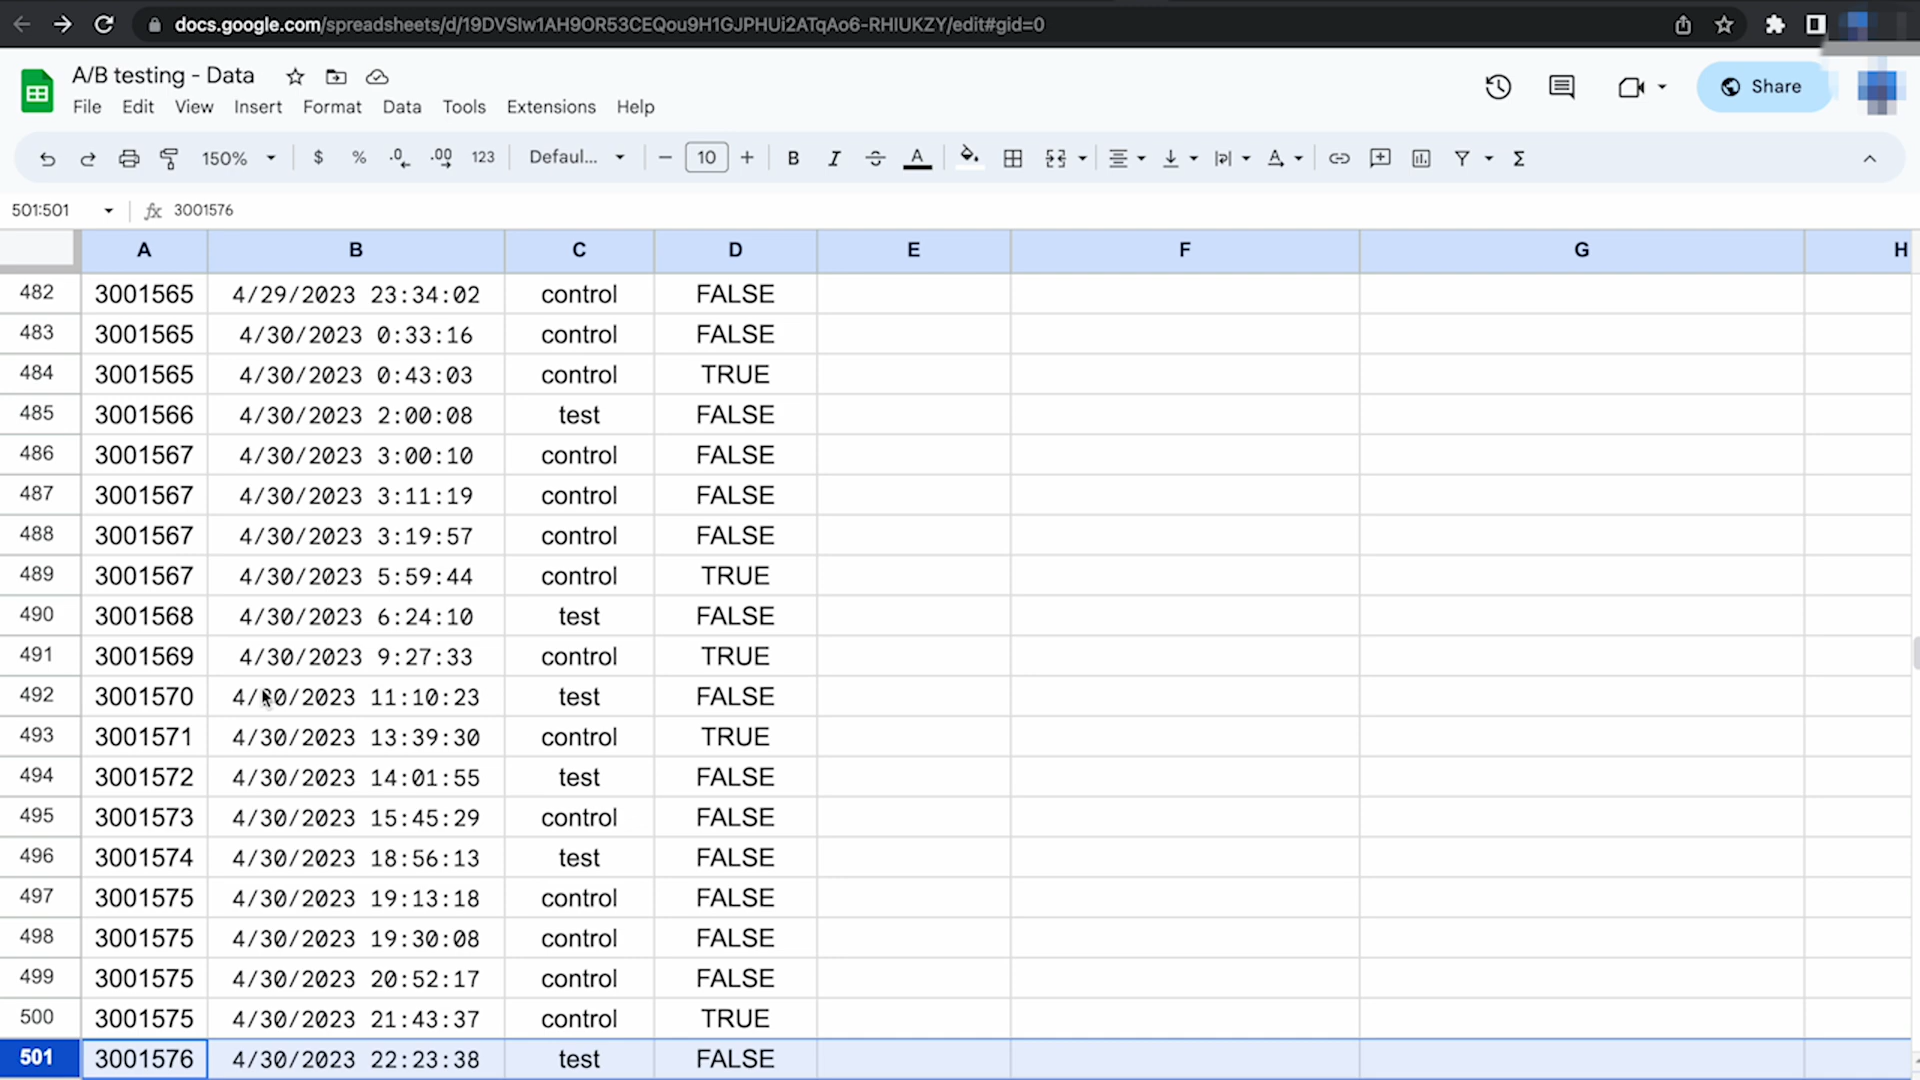 docs.google.com/spreadsheets/d/19DVSIw1AH9OR53CEQou9H1GJPHUi2ATqAo6-RHIUKZY/edit#gid=0
A/B testing - Data
File Edit View Insert Format Data Tools Extensions Help
Share
150% $ % .0 .00 123 Defaul... - 10 + B I S A Σ
501:501 fx 3001576
A B C D E F G H
482 3001565 4/29/2023 23:34:02 control FALSE
483 3001565 4/30/2023 0:33:16 control FALSE
484 3001565 4/30/2023 0:43:03 control TRUE
485 3001566 4/30/2023 2:00:08 test FALSE
486 3001567 4/30/2023 3:00:10 control FALSE
487 3001567 4/30/2023 3:11:19 control FALSE
488 3001567 4/30/2023 3:19:57 control FALSE
489 3001567 4/30/2023 5:59:44 control TRUE
490 3001568 4/30/2023 6:24:10 test FALSE
491 3001569 4/30/2023 9:27:33 control TRUE
492 3001570 4/30/2023 11:10:23 test FALSE
493 3001571 4/30/2023 13:39:30 control TRUE
494 3001572 4/30/2023 14:01:55 test FALSE
495 3001573 4/30/2023 15:45:29 control FALSE
496 3001574 4/30/2023 18:56:13 test FALSE
497 3001575 4/30/2023 19:13:18 control FALSE
498 3001575 4/30/2023 19:30:08 control FALSE
499 3001575 4/30/2023 20:52:17 control FALSE
500 3001575 4/30/2023 21:43:37 control TRUE
501 3001576 4/30/2023 22:23:38 test FALSE